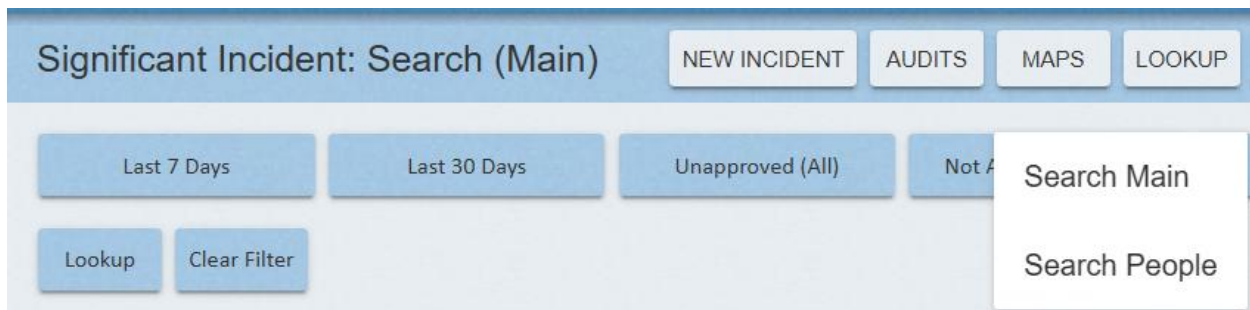 Significant Incident: Search (Main) NEW INCIDENT AUDITS MAPS LOOKUP
Last 7 Days Last 30 Days Unapproved (All) Not
Search Main
Lookup Clear Filter
Search People